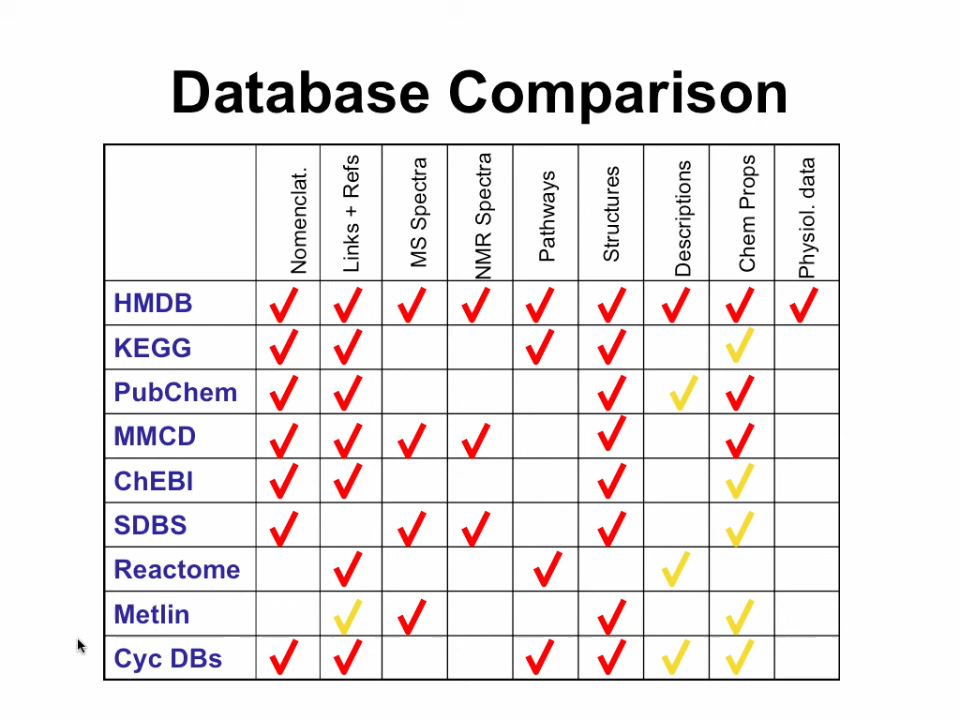 Database Comparison
Nomenclat.
Links + Refs
MS Spectra
NMR Spectra
Pathways
Structures
Descriptions
Chem Props
Physiol. data
HMDB
KEGG
PubChem
MMCD
ChEBI
SDBS
Reactome
Metlin
Cyc DBs